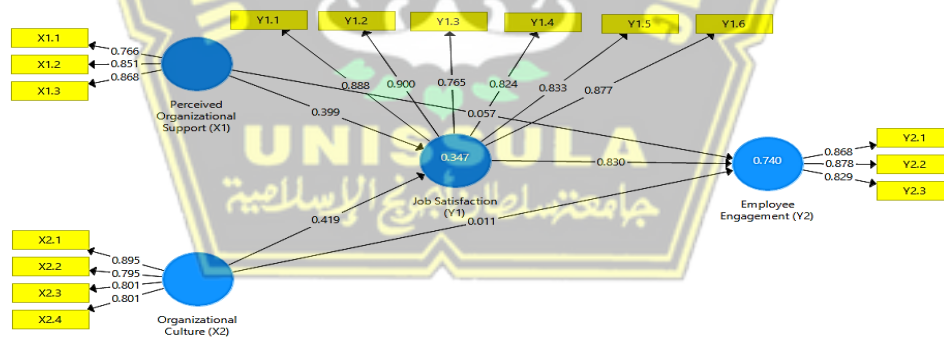 Y1.1 Y1.2 Y1.3 Y1.4 Y1.5 Y1.6
X1.1
X1.2
X1.3
0.766
0.851
0.868
Perceived
Organizational
Support (X1)
0.888 0.900 0.765 0.824 0.833 0.877
0.399
0.057
UNISSULA
جامعة سلطان أجونج الإسلامية
0.347
Job Satisfaction
(Y1)
0.830
0.740
Employee
Engagement (Y2)
0.868
0.878
0.829
Y2.1
Y2.2
Y2.3
0.419
0.011
X2.1
X2.2
X2.3
X2.4
0.895
0.795
0.801
0.801
Organizational
Culture (X2)